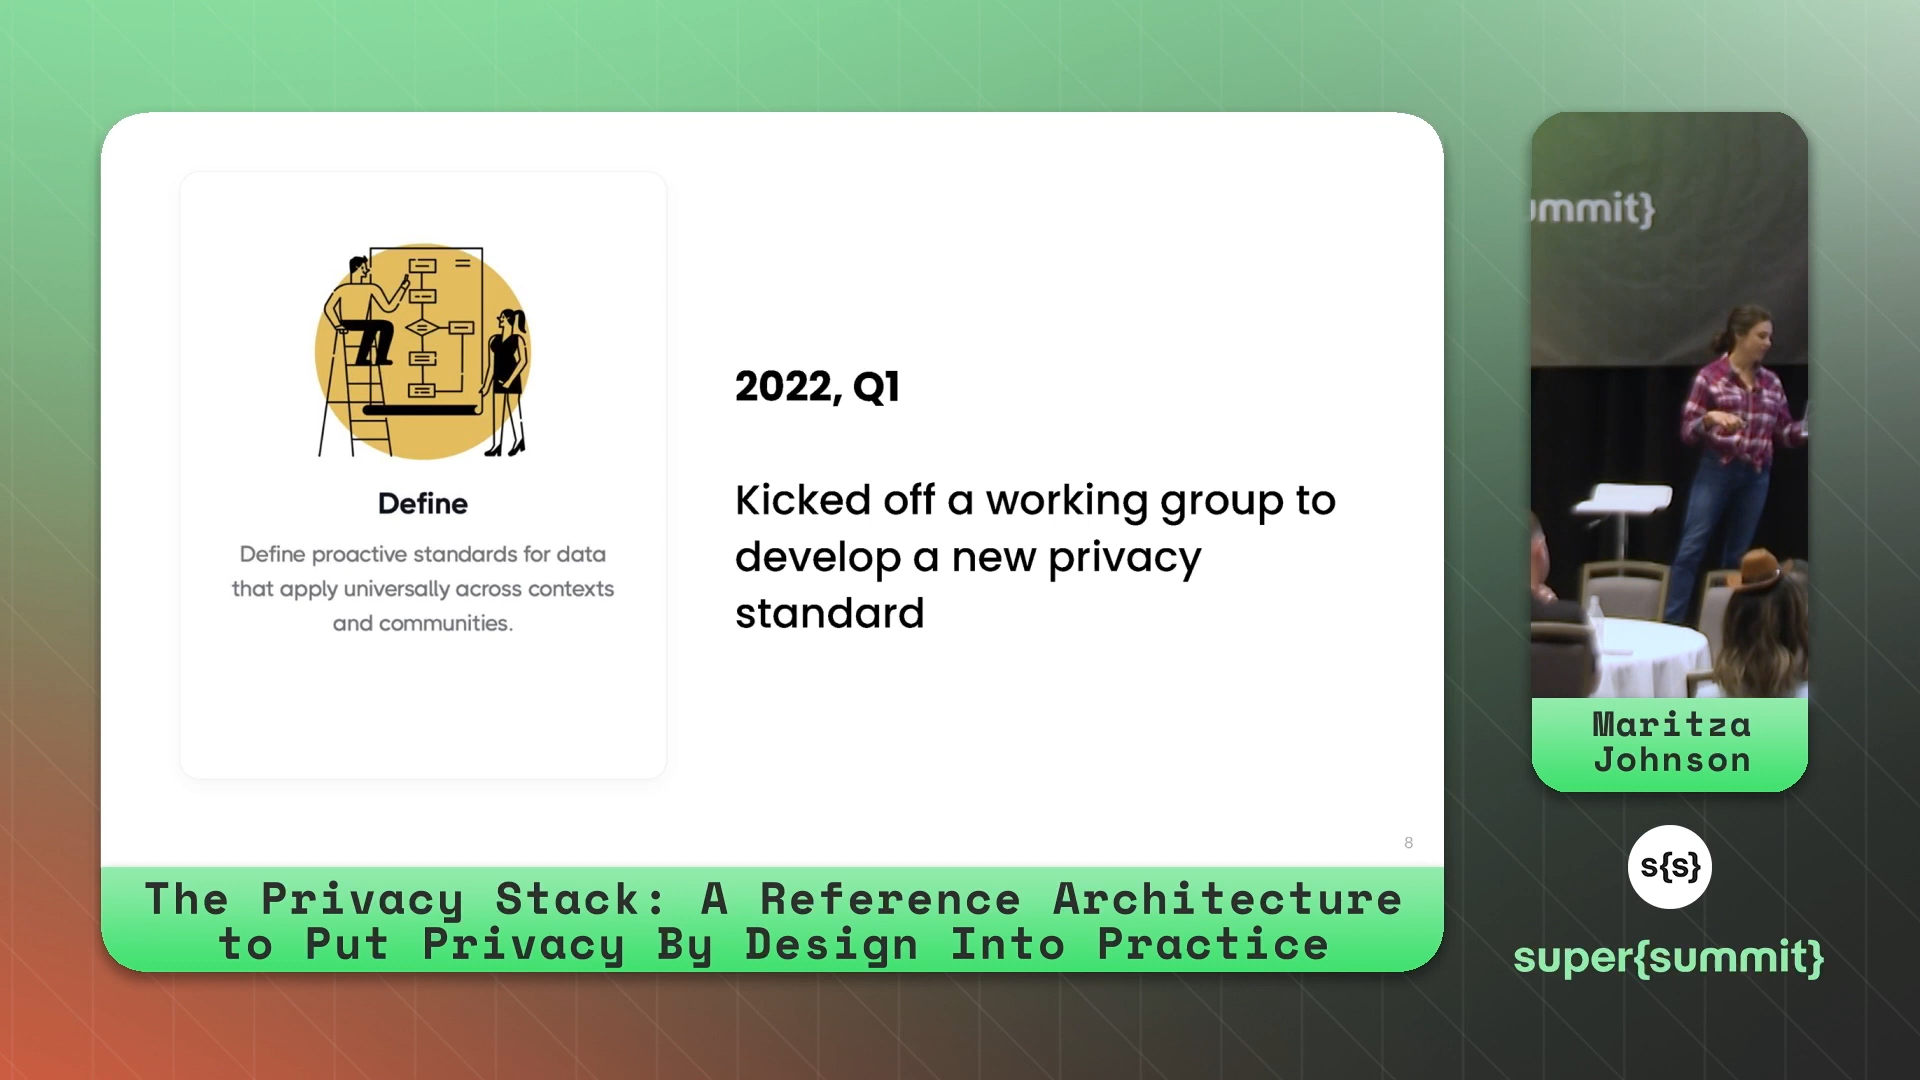 2022, Q1
Kicked off a working group to
develop a new privacy
standard
Define
Define proactive standards for data
that apply universally across contexts
and communities.
8
The Privacy Stack: A Reference Architecture
to Put Privacy By Design Into Practice
ummit}
Maritza
Johnson
s{s}
super{summit}